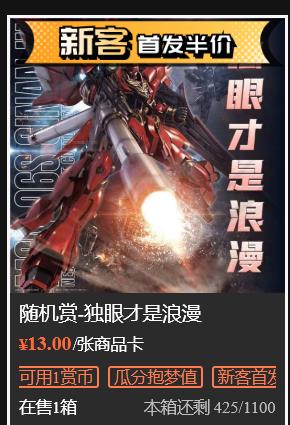 新客 首发半价
眼才是浪漫
随机赏-独眼才是浪漫
¥13.00/张商品卡
可用1赏币 瓜分抱梦值 新客首发
在售1箱 本箱还剩 425/1100